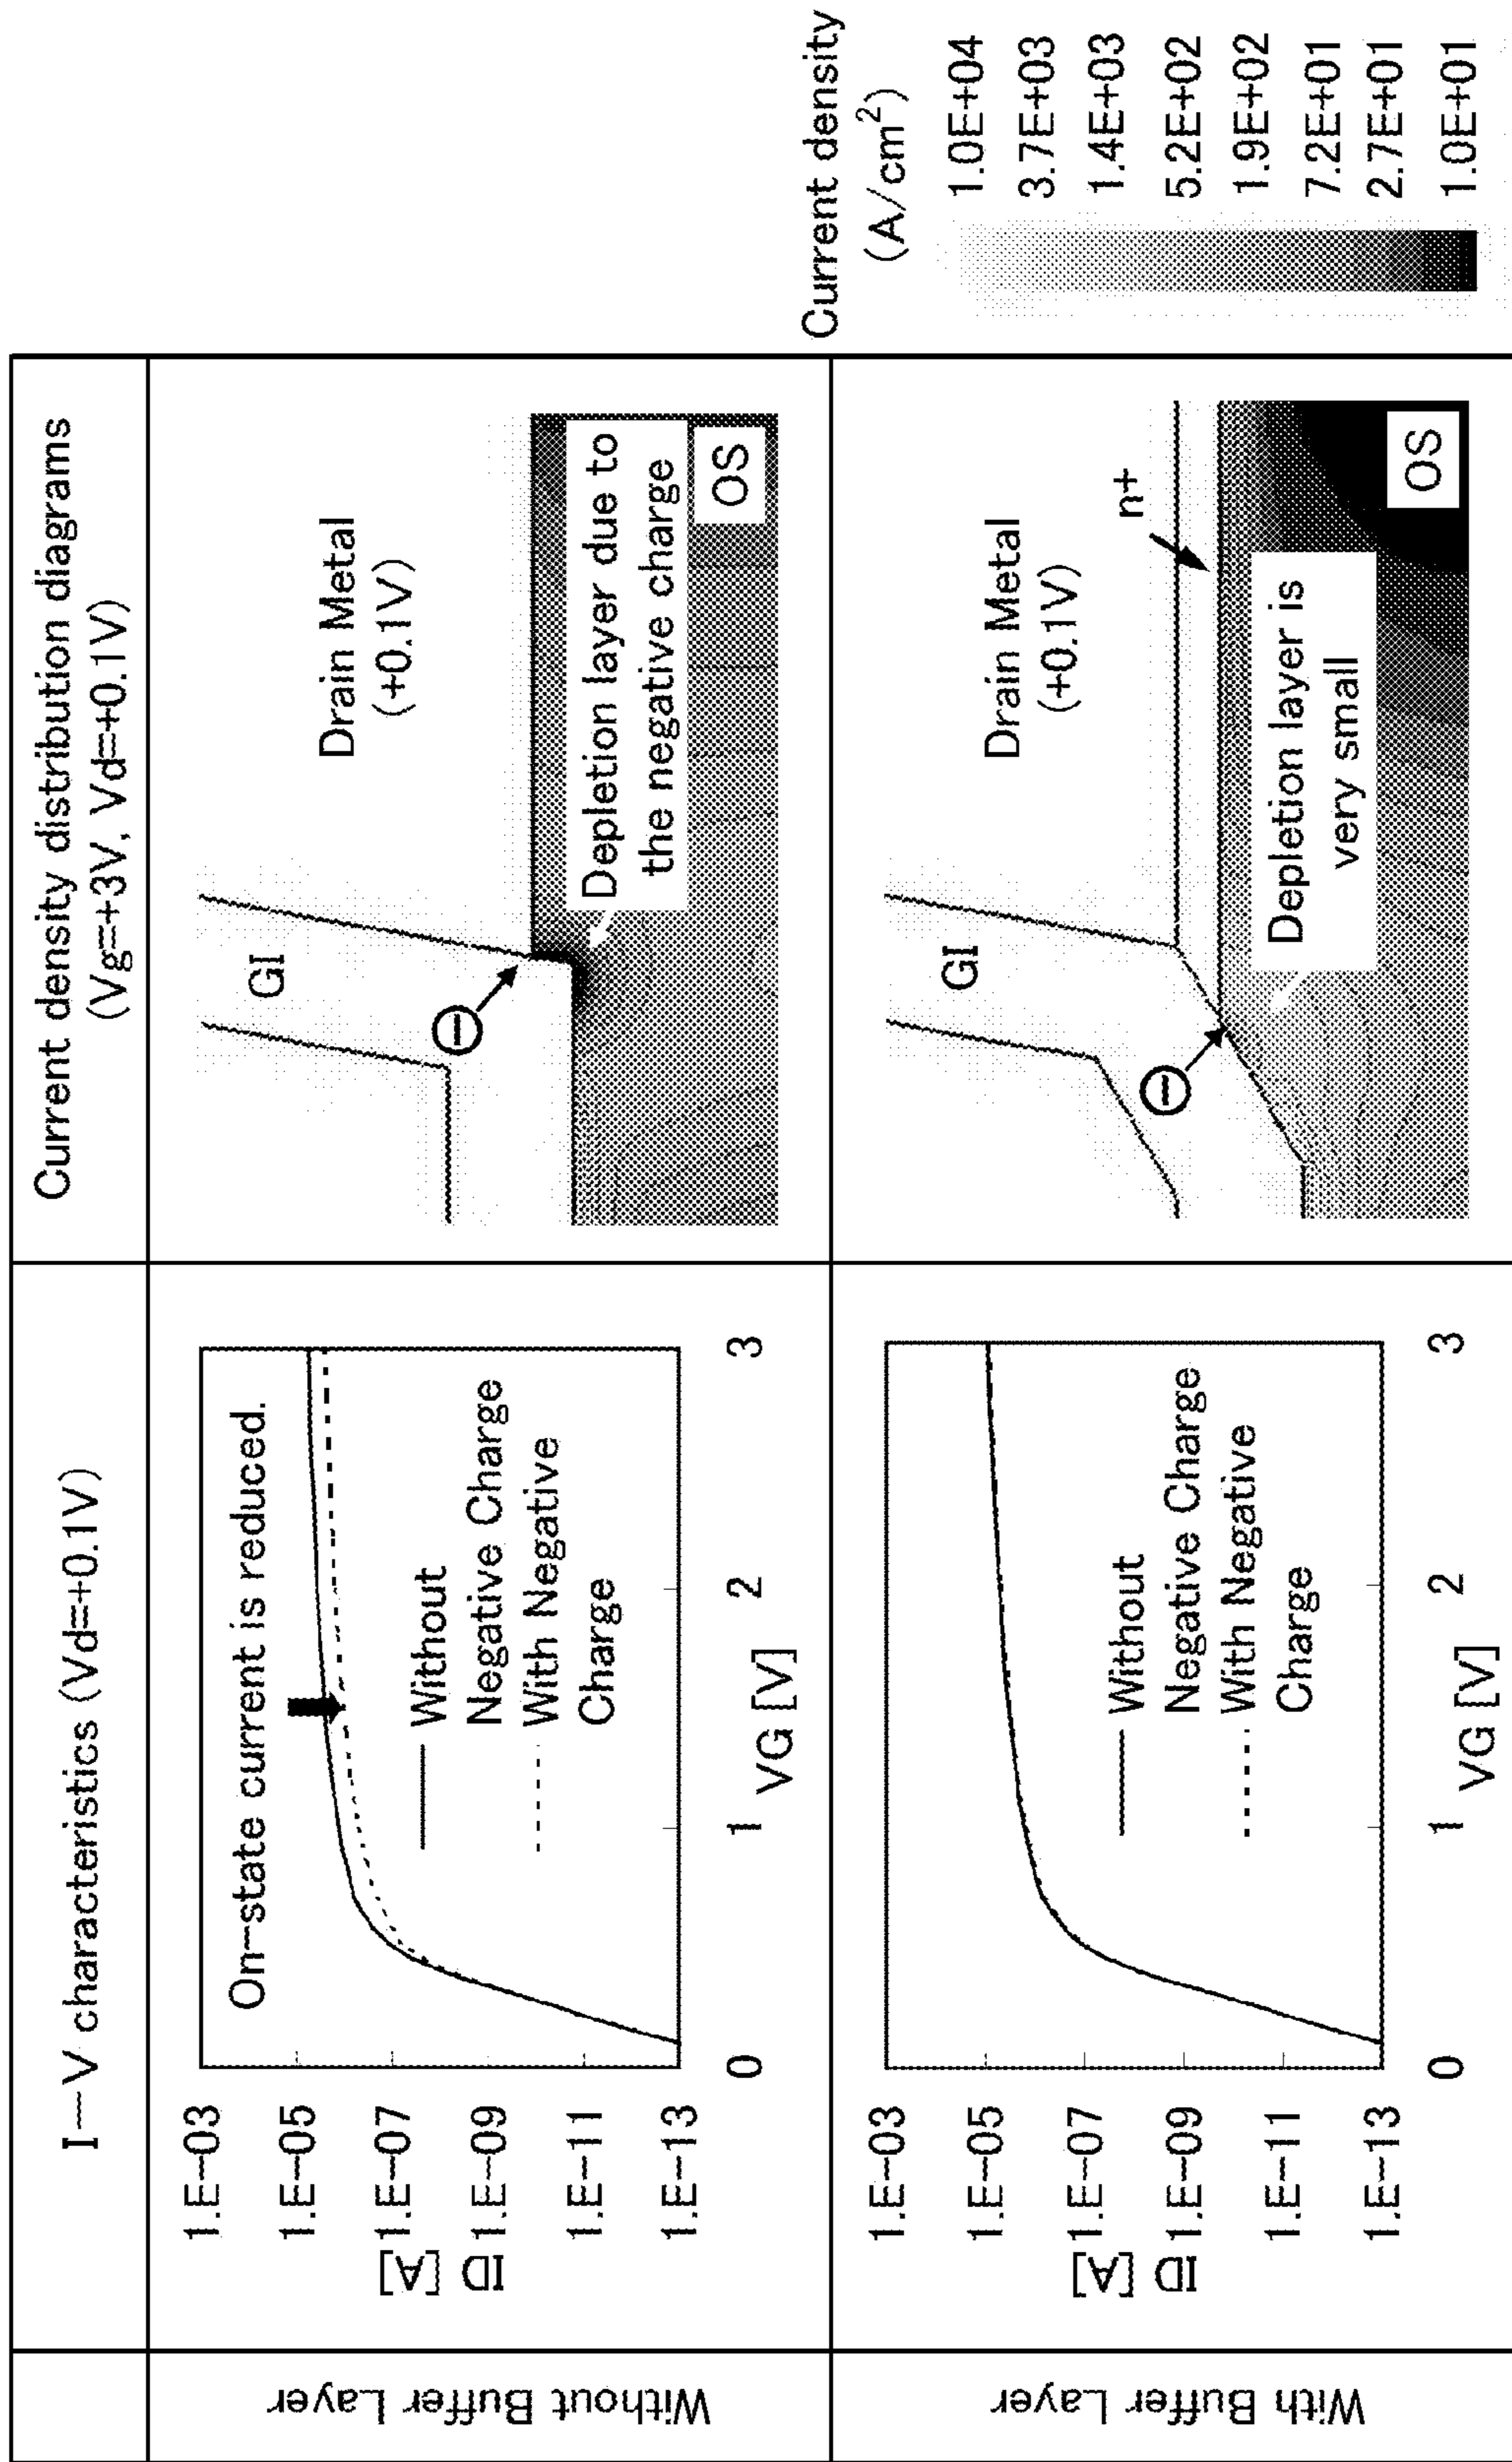 I-V characteristics (Vd=+0.1V)
Current density distribution diagrams
(Vg=+3V, Vd=+0.1V)
Without Buffer Layer
ID [A]
1.E-03
1.E-05
1.E-07
1.E-09
1.E-11
1.E-13
On-state current is reduced.
Without
Negative Charge
With Negative
Charge
0
1
2
3
VG [V]
GI
⊖
Drain Metal
(+0.1V)
Depletion layer due to
the negative charge
OS
With Buffer Layer
ID [A]
1.E-03
1.E-05
1.E-07
1.E-09
1.E-11
1.E-13
Without
Negative Charge
With Negative
Charge
0
1
2
3
VG [V]
GI
⊖
Drain Metal
(+0.1V)
n+
Depletion layer is
very small
OS
Current density
(A/cm²)
1.0E+04
3.7E+03
1.4E+03
5.2E+02
1.9E+02
7.2E+01
2.7E+01
1.0E+01